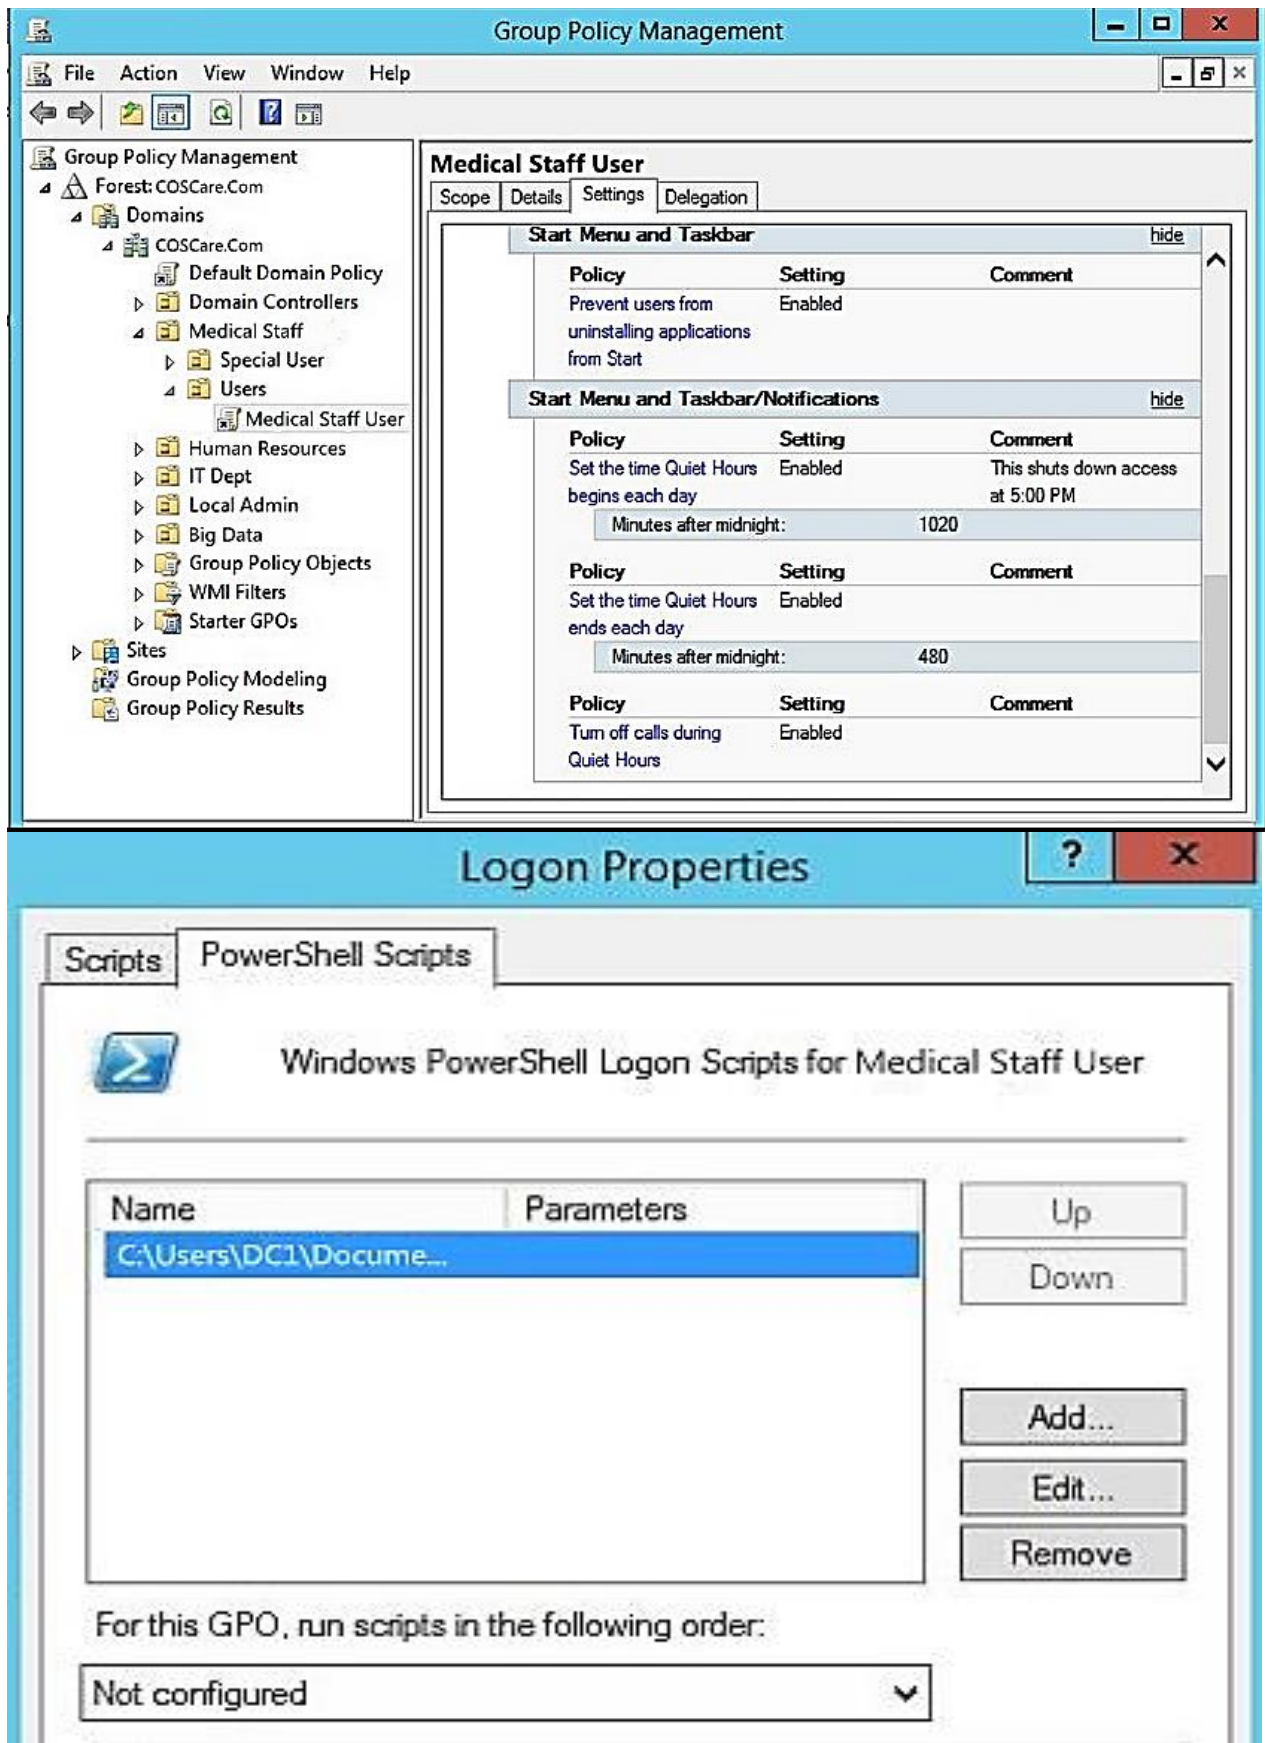 Group Policy Management
File Action View Window Help
Group Policy Management
Forest: COSCare.Com
Domains
COSCare.Com
Default Domain Policy
Domain Controllers
Medical Staff
Special User
Users
Medical Staff User
Human Resources
IT Dept
Local Admin
Big Data
Group Policy Objects
WMI Filters
Starter GPOs
Sites
Group Policy Modeling
Group Policy Results
Medical Staff User
Scope Details Settings Delegation
Start Menu and Taskbar hide
Policy Setting Comment
Prevent users from Enabled
uninstalling applications
from Start
Start Menu and Taskbar/Notifications hide
Policy Setting Comment
Set the time Quiet Hours Enabled This shuts down access
begins each day at 5:00 PM
Minutes after midnight: 1020
Policy Setting Comment
Set the time Quiet Hours Enabled
ends each day
Minutes after midnight: 480
Policy Setting Comment
Turn off calls during Enabled
Quiet Hours
Logon Properties
Scripts PowerShell Scripts
Windows PowerShell Logon Scripts for Medical Staff User
Name Parameters
C:\Users\DC1\Docume...
Up
Down
Add...
Edit...
Remove
For this GPO, run scripts in the following order:
Not configured